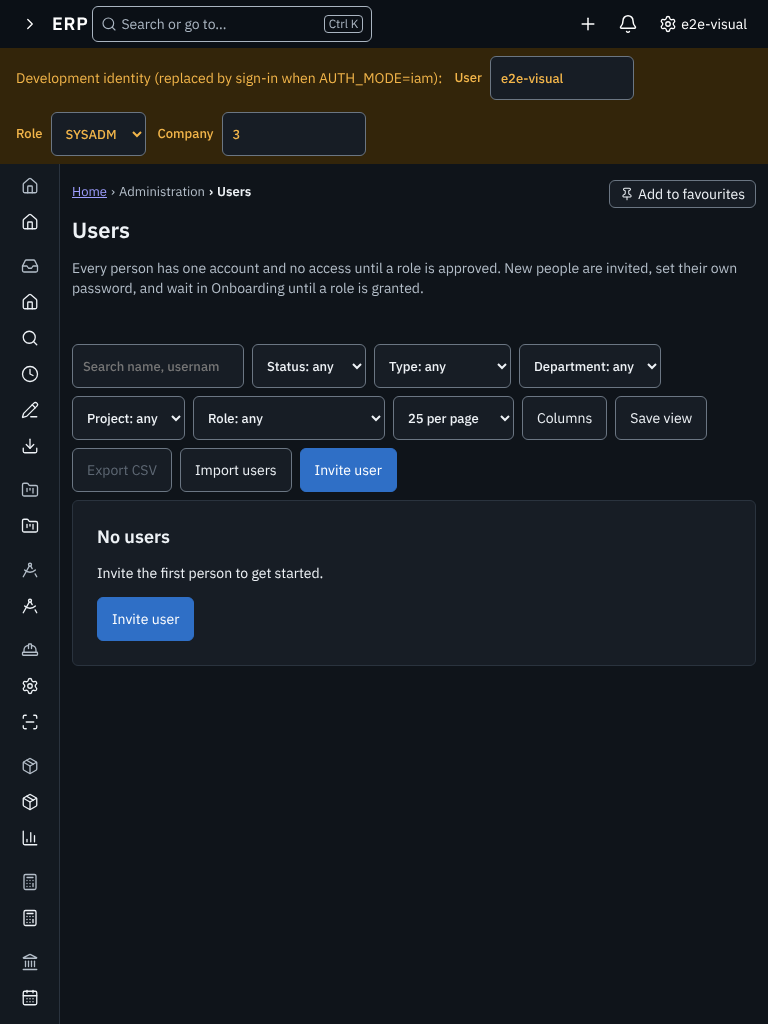 ERP Search or go to... Ctrl K e2e-visual
Development identity (replaced by sign-in when AUTH_MODE=iam): User e2e-visual
Role SYSADM Company 3
Home › Administration › Users Add to favourites
Users
Every person has one account and no access until a role is approved. New people are invited, set their own
password, and wait in Onboarding until a role is granted.
Search name, usernam Status: any Type: any Department: any
Project: any Role: any 25 per page Columns Save view
Export CSV Import users Invite user
No users
Invite the first person to get started.
Invite user